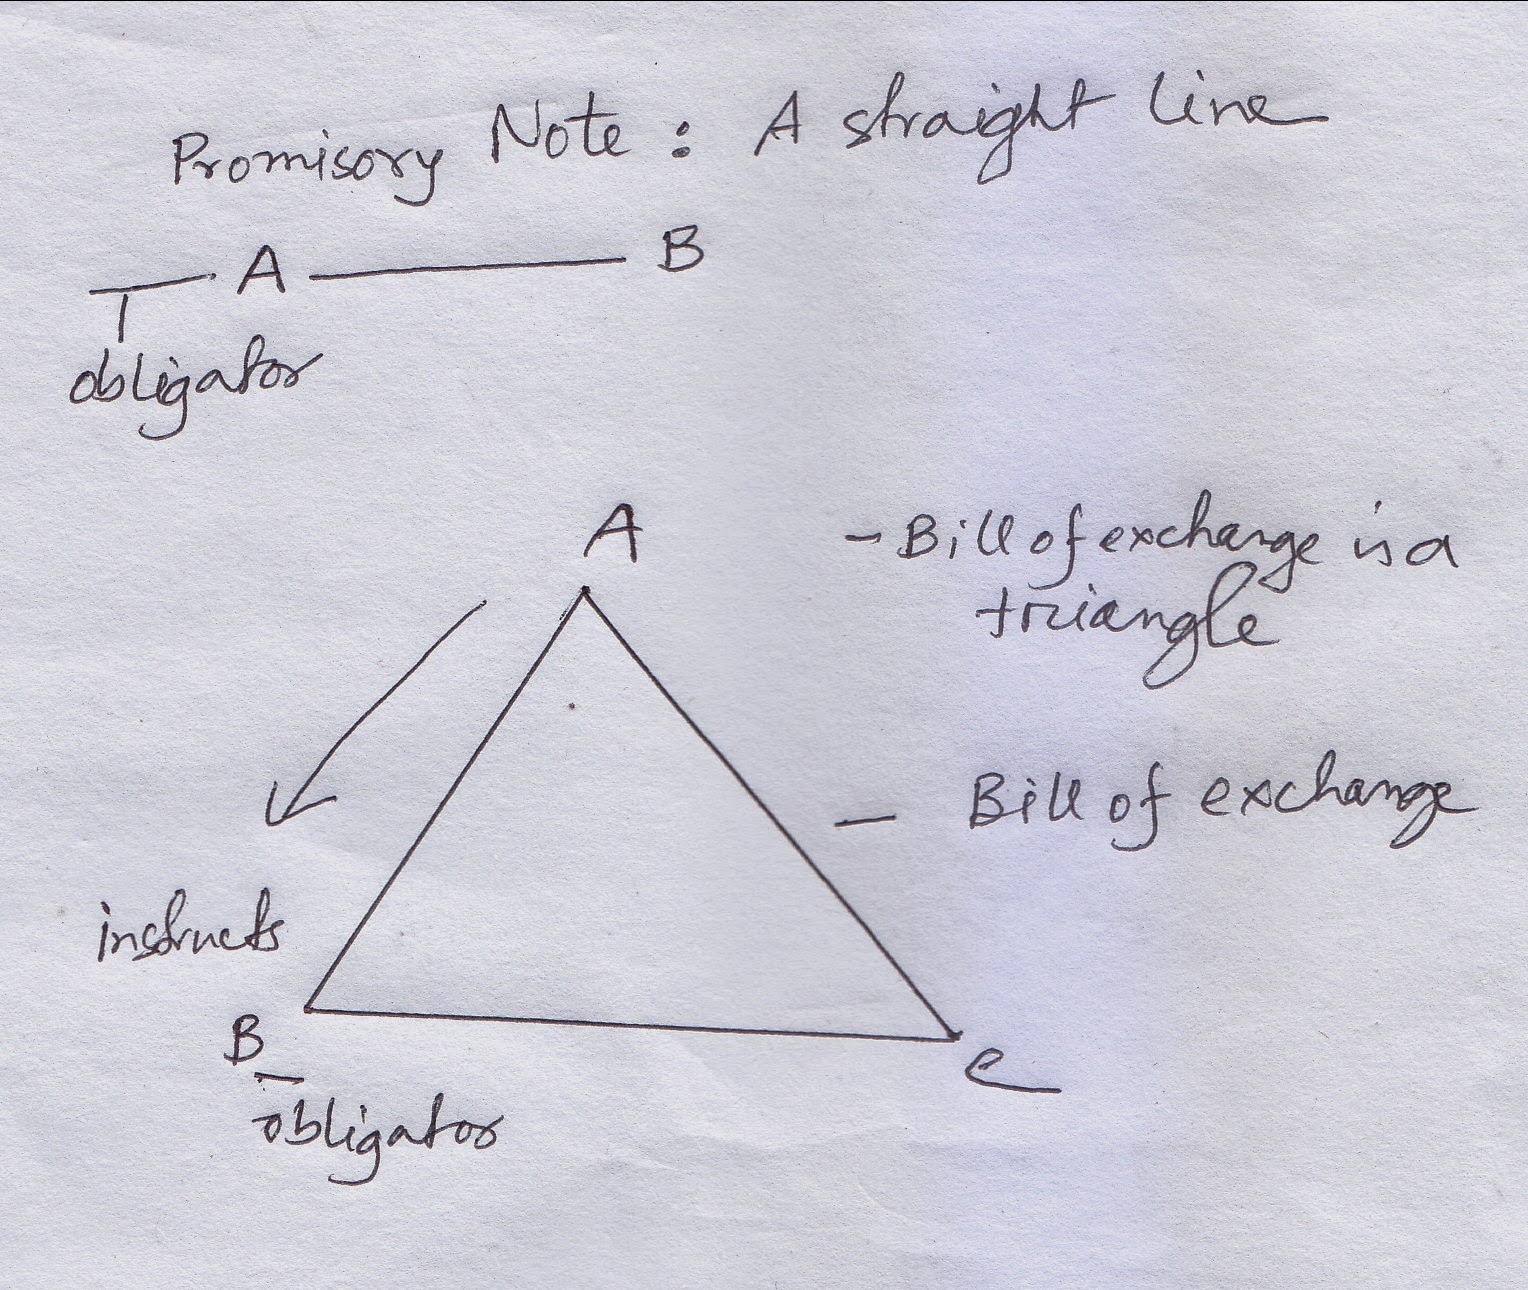 Promisory Note : A straight line
A B
obligator
A
- Bill of exchange is a
triangle
- Bill of exchange
instructs
B
C
obligator